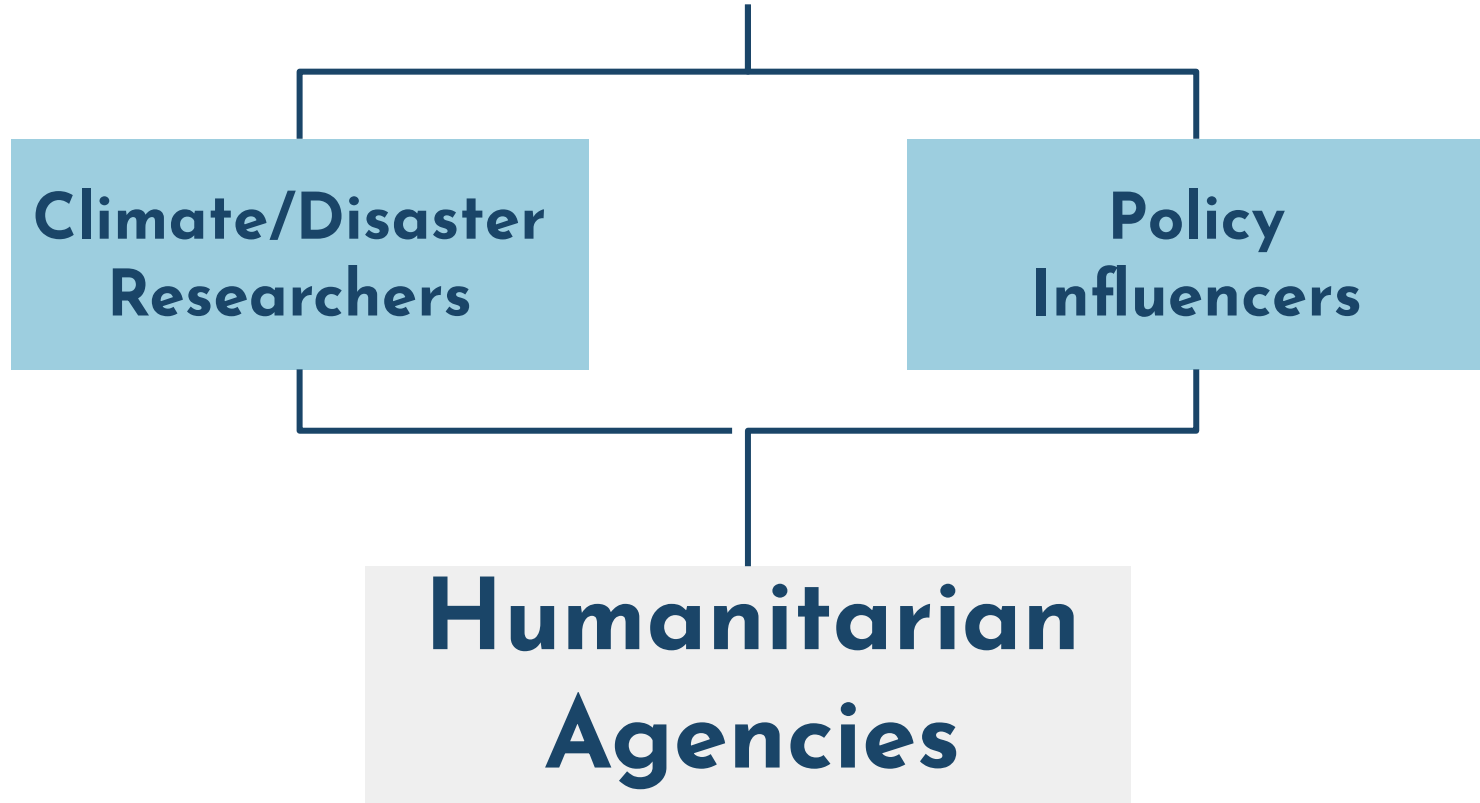 Climate/Disaster
Researchers
Policy
Influencers
Humanitarian
Agencies